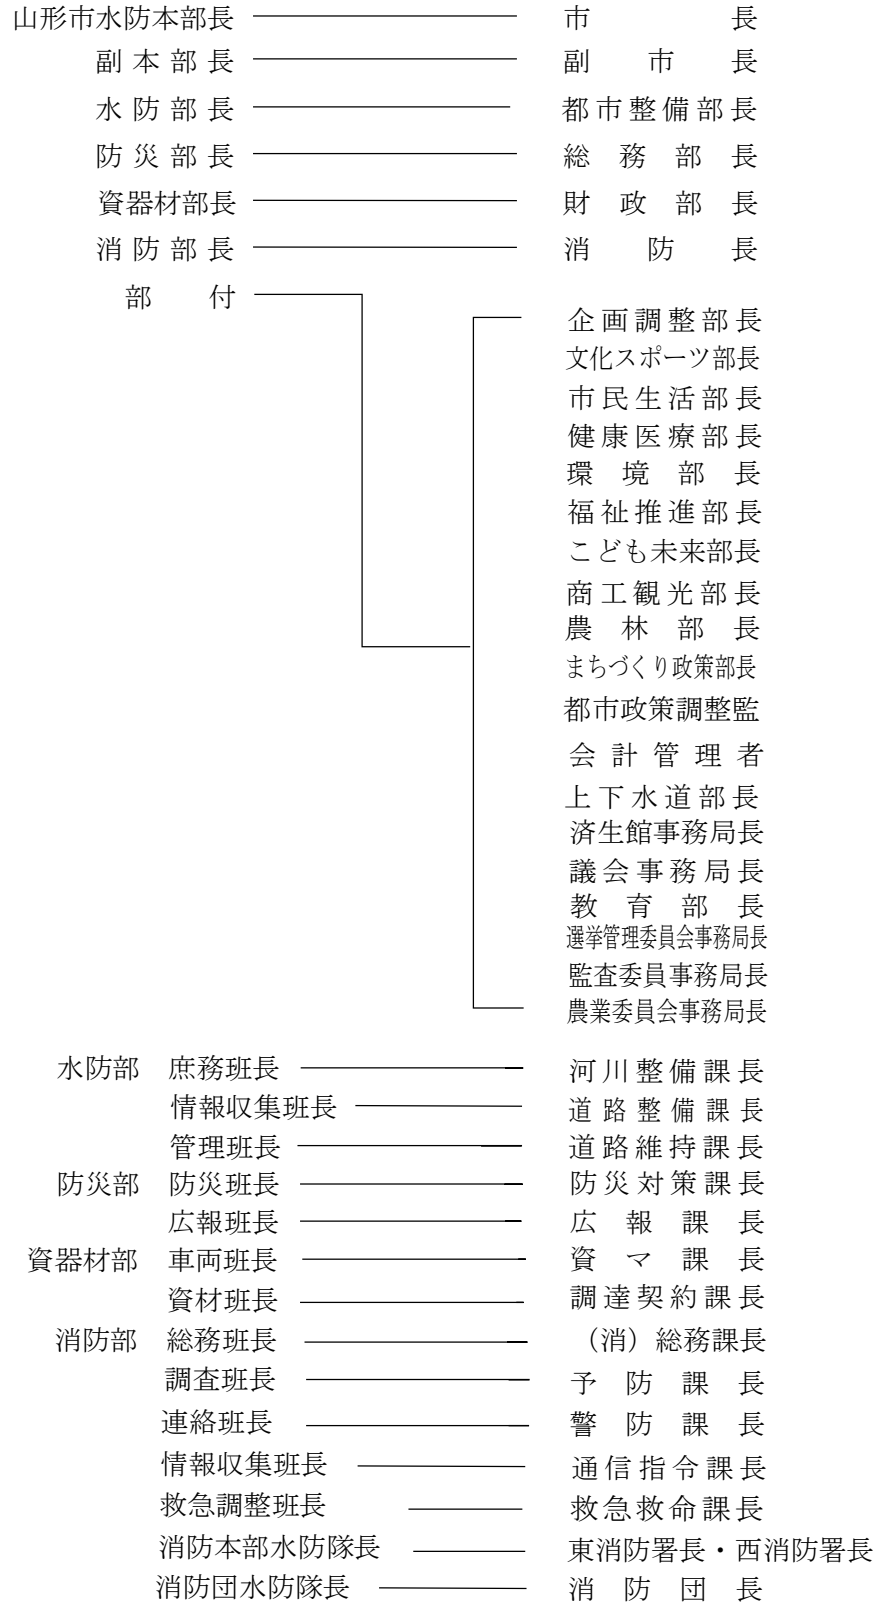 山形市水防本部長 市長
副本部長 副市長
水防部長 都市整備部長
防災部長 総務部長
資器材部長 財政部長
消防部長 消防長
部付
企画調整部長
文化スポーツ部長
市民生活部長
健康医療部長
環境部長
福祉推進部長
こども未来部長
商工観光部長
農林部長
まちづくり政策部長
都市政策調整監
会計管理者
上下水道部長
済生館事務局長
議会事務局長
教育部長
選挙管理委員会事務局長
監査委員事務局長
農業委員会事務局長
水防部 庶務班長 河川整備課長
情報収集班長 道路整備課長
管理班長 道路維持課長
防災部 防災班長 防災対策課長
広報班長 広報課長
資器材部 車両班長 資マ課長
資材班長 調達契約課長
消防部 総務班長 （消）総務課長
調査班長 予防課長
連絡班長 警防課長
情報収集班長 通信指令課長
救急調整班長 救急救命課長
消防本部水防隊長 東消防署長・西消防署長
消防団水防隊長 消防団長